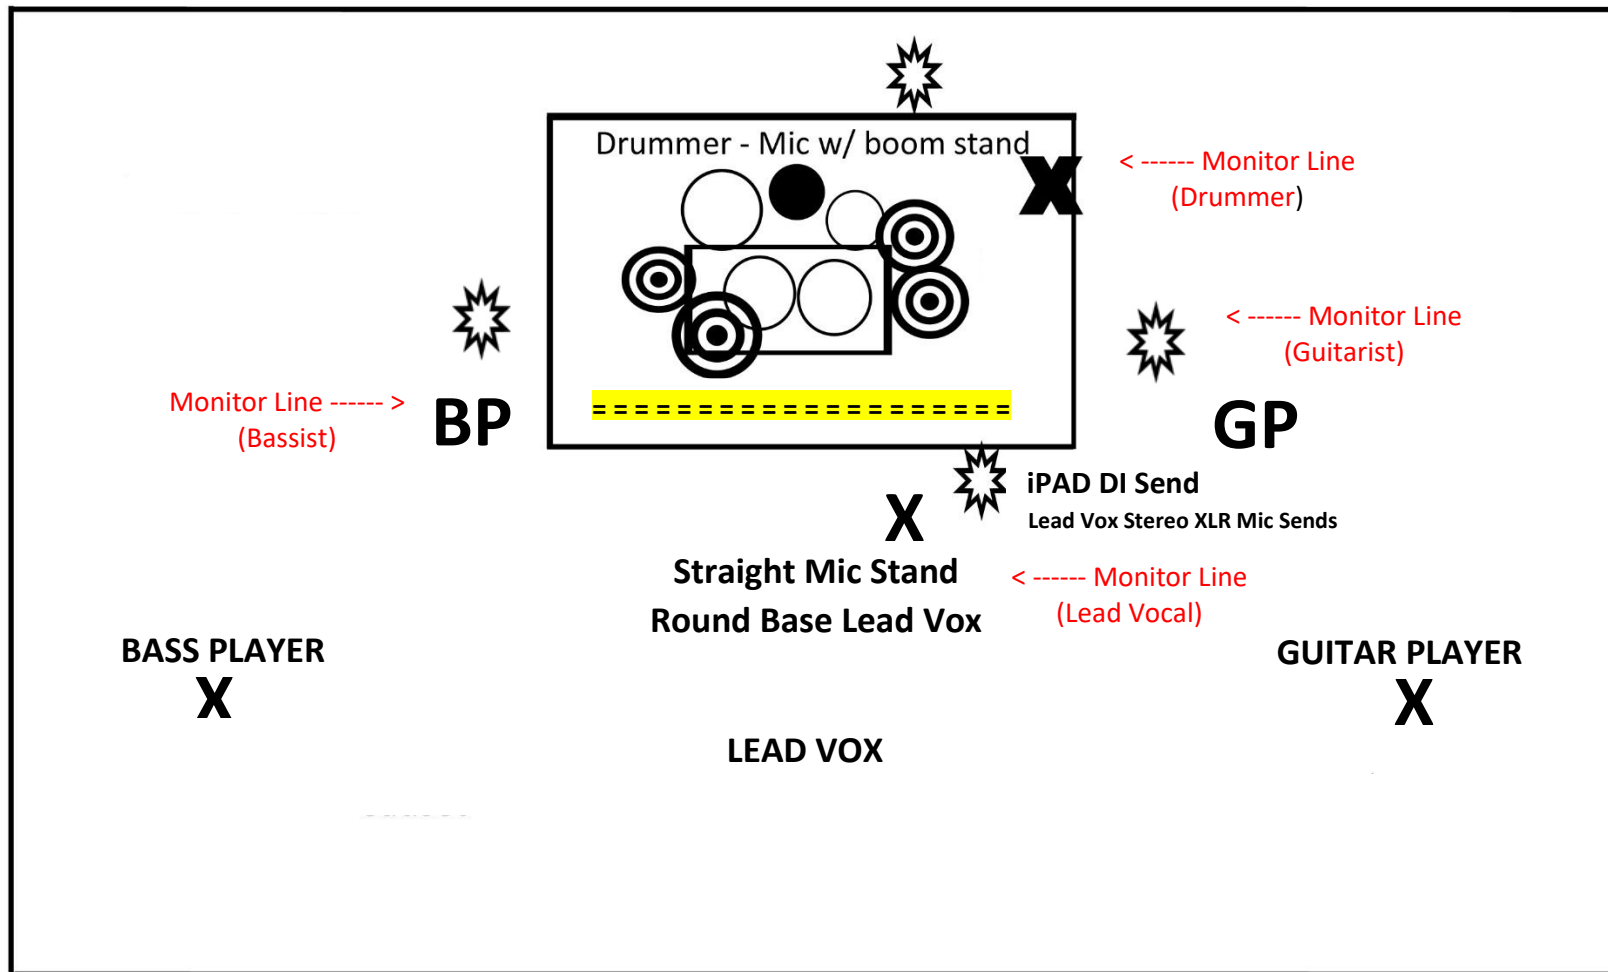 Drummer - Mic w/ boom stand
X
< ------ Monitor Line
(Drummer)
< ------ Monitor Line
(Guitarist)
Monitor Line ------ >
(Bassist)
BP
= = = = = = = = = = = = = = = = = = = =
GP
iPAD DI Send
Lead Vox Stereo XLR Mic Sends
X
Straight Mic Stand
Round Base Lead Vox
< ------ Monitor Line
(Lead Vocal)
BASS PLAYER
X
GUITAR PLAYER
X
LEAD VOX